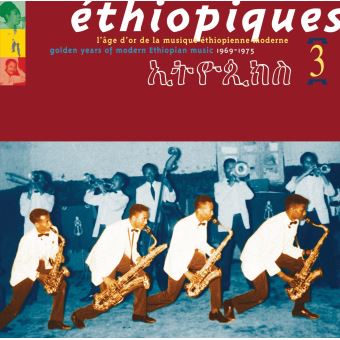 éthiopiques
l'âge d'or de la musique éthiopienne moderne
golden years of modern Ethiopian music 1969-1975
ኢትዮጲክስ
3